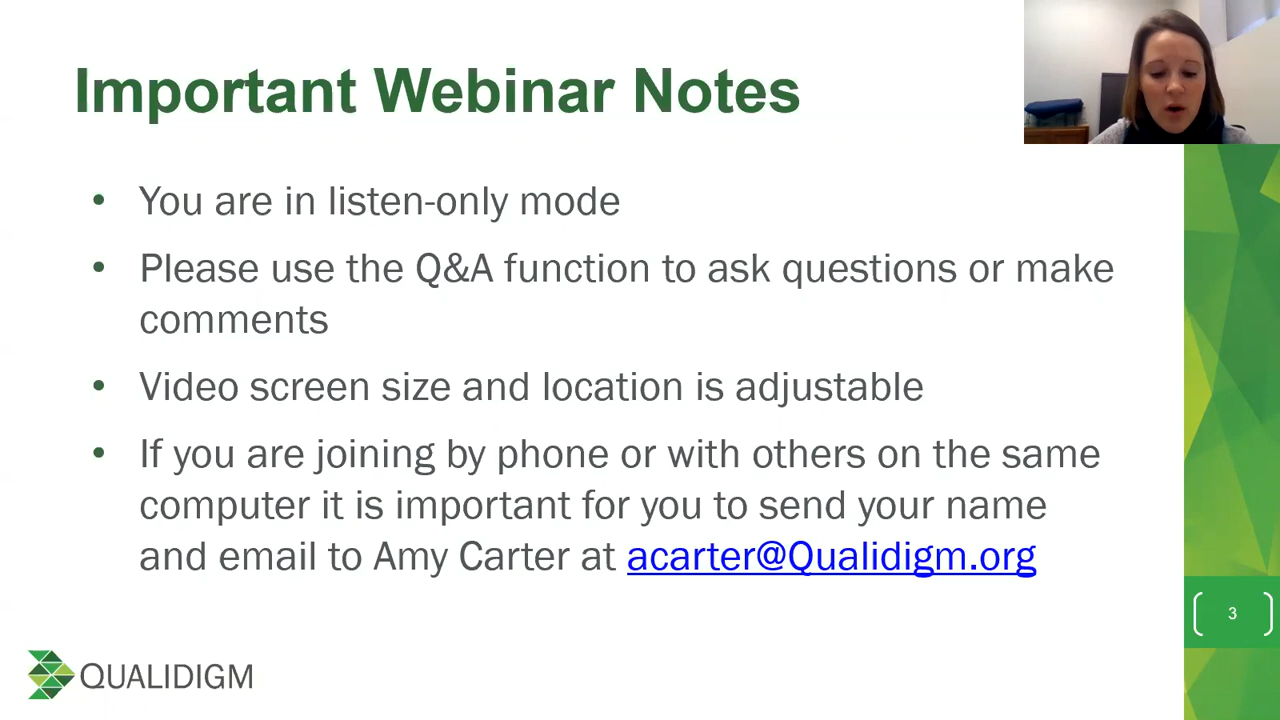 Important Webinar Notes
• You are in listen-only mode
• Please use the Q&A function to ask questions or make
comments
• Video screen size and location is adjustable
• If you are joining by phone or with others on the same
computer it is important for you to send your name
and email to Amy Carter at acarter@Qualidigm.org
3
QUALIDIGM